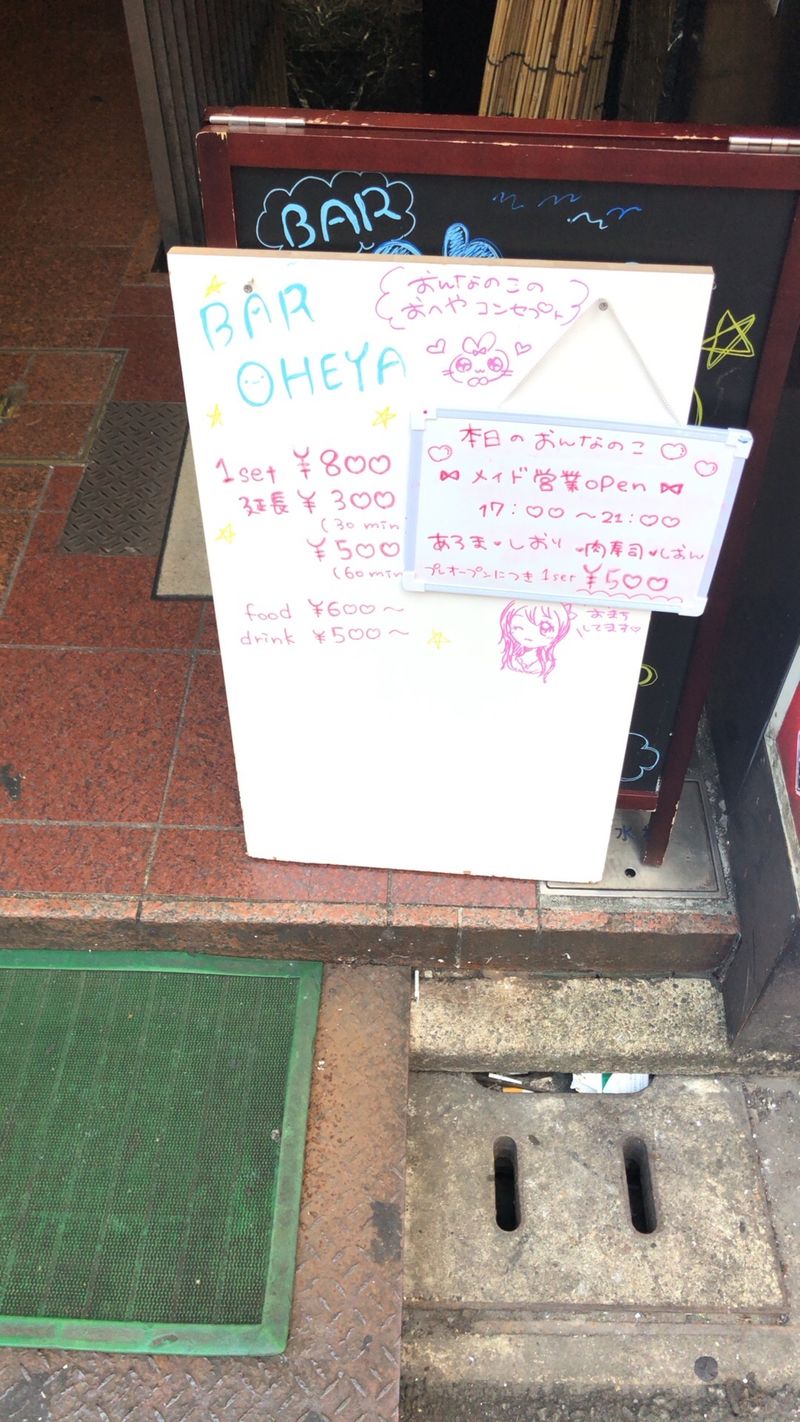 BAR
BAR
OHEYA
おんなのこの
おへやコンセプト
1set ¥800
延長 ¥300
(30 min
¥500
(60 min
food ¥600〜
drink ¥500〜
本日のおんなのこ
メイド営業open
17:00 〜21:00
あろま♥しおり ♥肉寿司♥しおん
プレオープンにつき 1set ¥500
おまち
してます♡
水